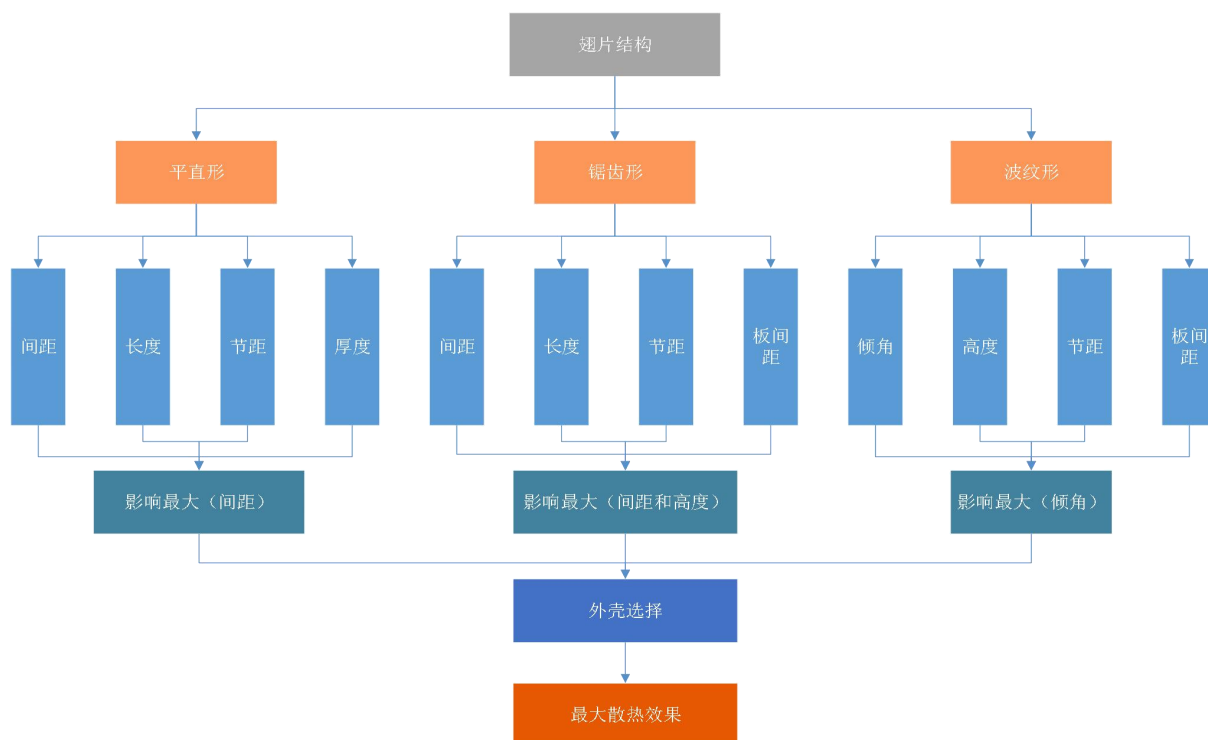 翅片结构
平直形
锯齿形
波纹形
间距
长度
节距
厚度
间距
长度
节距
板间
距
倾角
高度
节距
板间
距
影响最大（间距）
影响最大（间距和高度）
影响最大（倾角）
外壳选择
最大散热效果